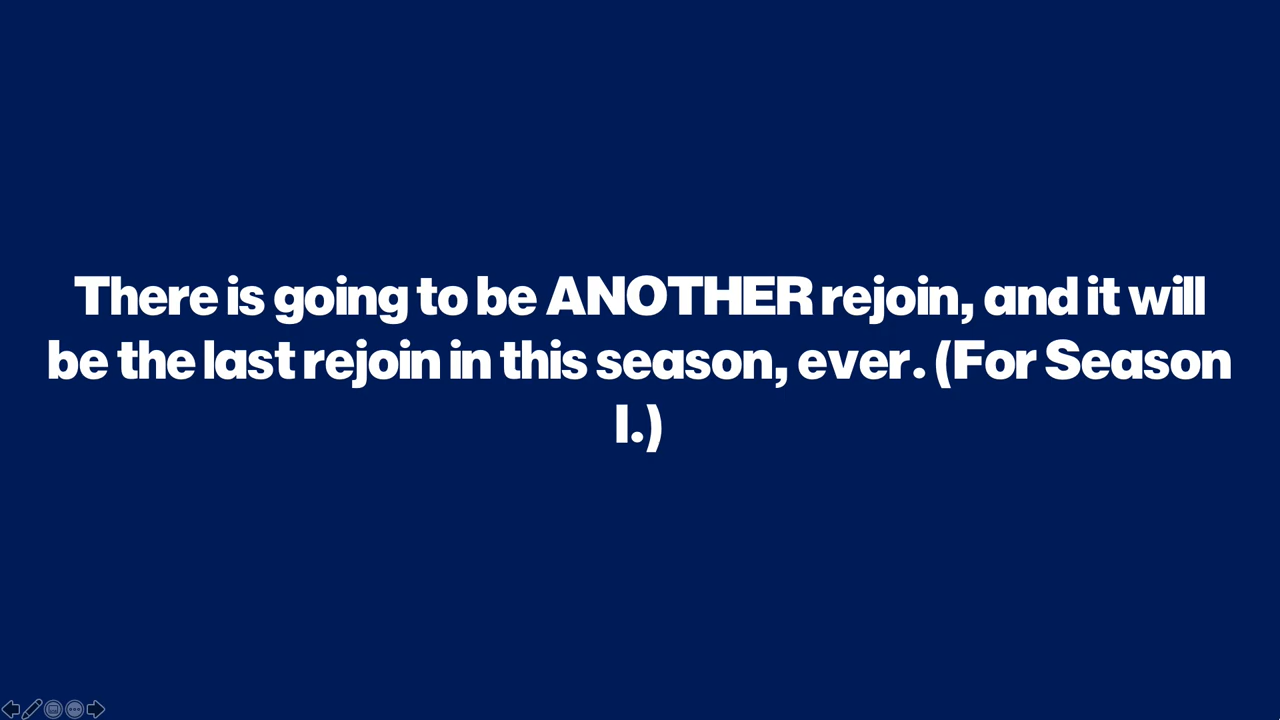 There is going to be ANOTHER rejoin, and it will
be the last rejoin in this season, ever. (For Season
I.)